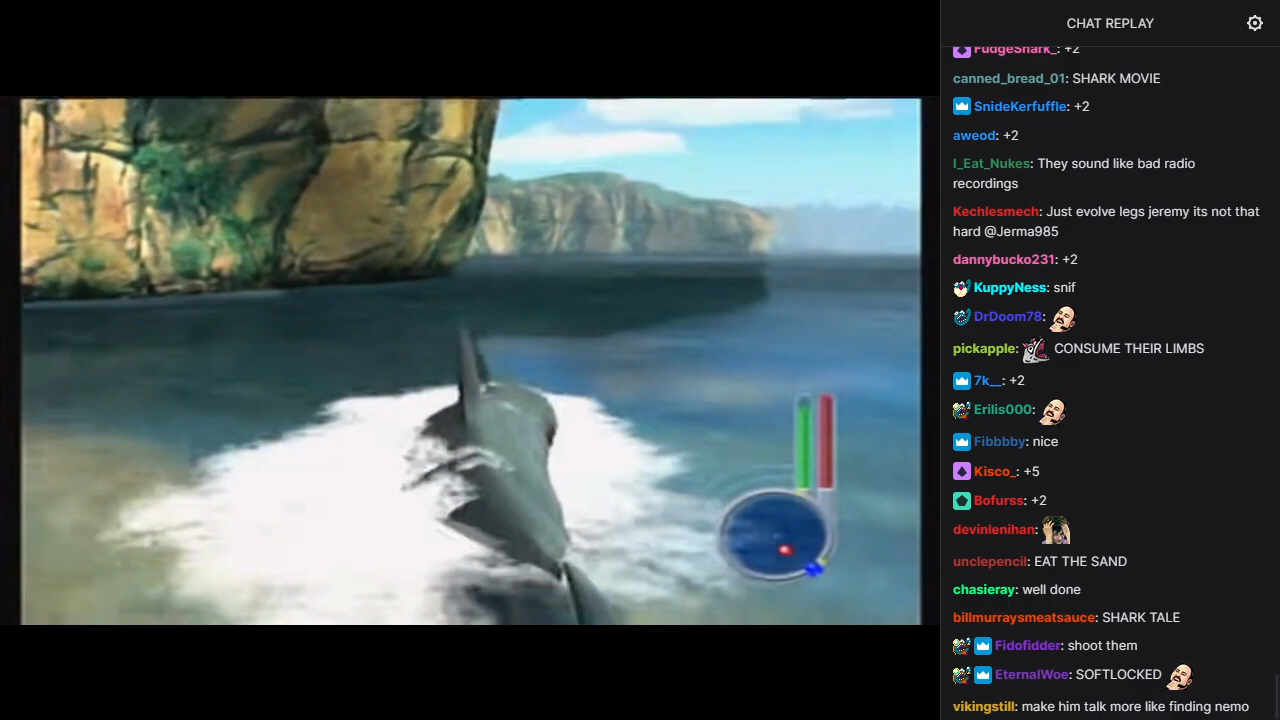 CHAT REPLAY
FudgeShark_: +2
canned_bread_01: SHARK MOVIE
SnideKerfuffle: +2
aweod: +2
I_Eat_Nukes: They sound like bad radio
recordings
Kechlesmech: Just evolve legs jeremy its not that
hard @Jerma985
dannybucko231: +2
KuppyNess: snif
DrDoom78:
pickapple: CONSUME THEIR LIMBS
7k__: +2
Erilis000:
Fibbbby: nice
Kisco_: +5
Bofurss: +2
devinlenihan:
unclepencil: EAT THE SAND
chasieray: well done
billmurraysmeatsauce: SHARK TALE
Fidofidder: shoot them
EternalWoe: SOFTLOCKED
vikingstill: make him talk more like finding nemo